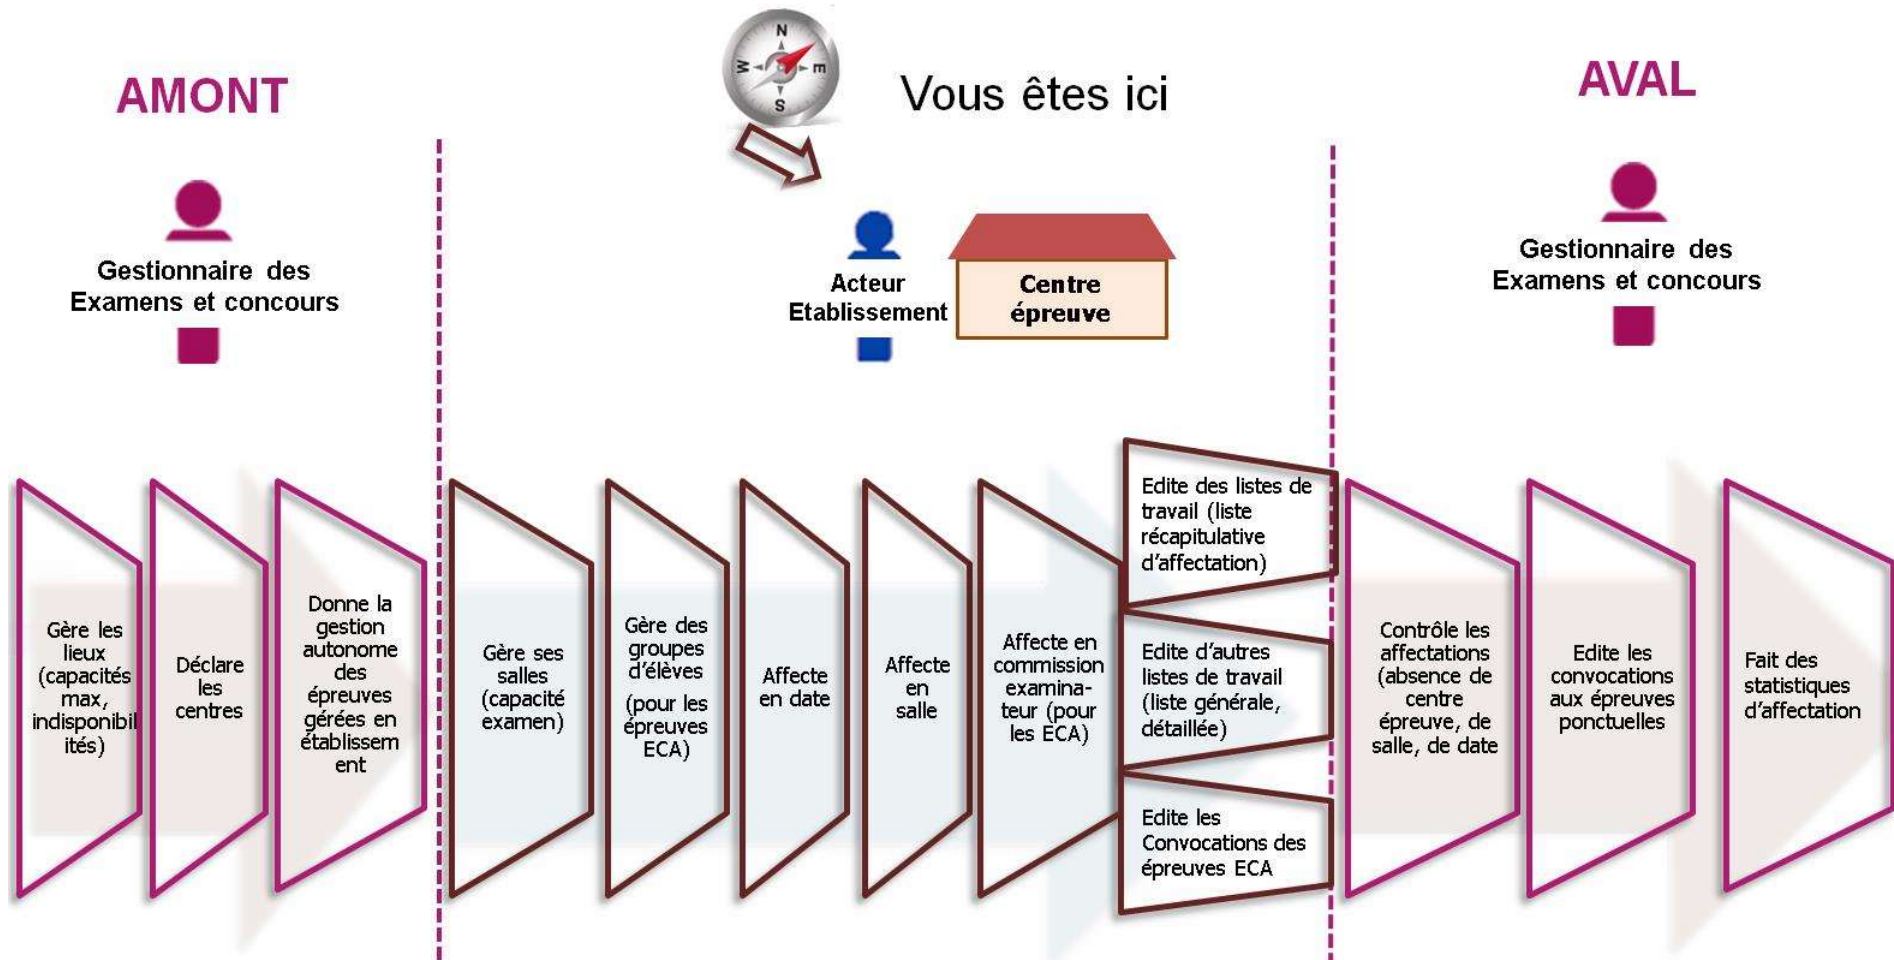 AMONT
Gestionnaire des
Examens et concours
Gère les
lieux
(capacités
max,
indisponibil
ités)
Déclare
les
centres
Donne la
gestion
autonome
des
épreuves
gérées en
établissem
ent
N
W
E
S
Vous êtes ici
Acteur
Etablissement
Centre
épreuve
Gère ses
salles
(capacité
examen)
Gère des
groupes
d'élèves
(pour les
épreuves
ECA)
Affecte
en date
Affecte
en
salle
Affecte en
commission
examina-
teur (pour
les ECA)
Edite des listes de
travail (liste
récapitulative
d'affectation)
Edite d'autres
listes de travail
(liste générale,
détaillée)
Edite les
Convocations des
épreuves ECA
AVAL
Gestionnaire des
Examens et concours
Contrôle les
affectations
(absence de
centre
épreuve, de
salle, de date
Edite les
convocations
aux épreuves
ponctuelles
Fait des
statistiques
d'affectation